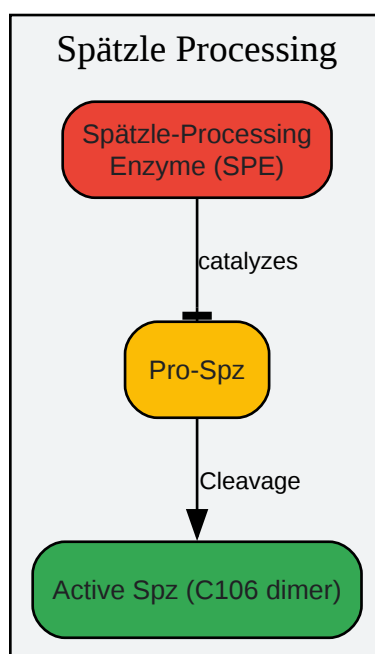 Spätzle Processing
Spätzle-Processing
Enzyme (SPE)
catalyzes
Pro-Spz
Cleavage
Active Spz (C106 dimer)